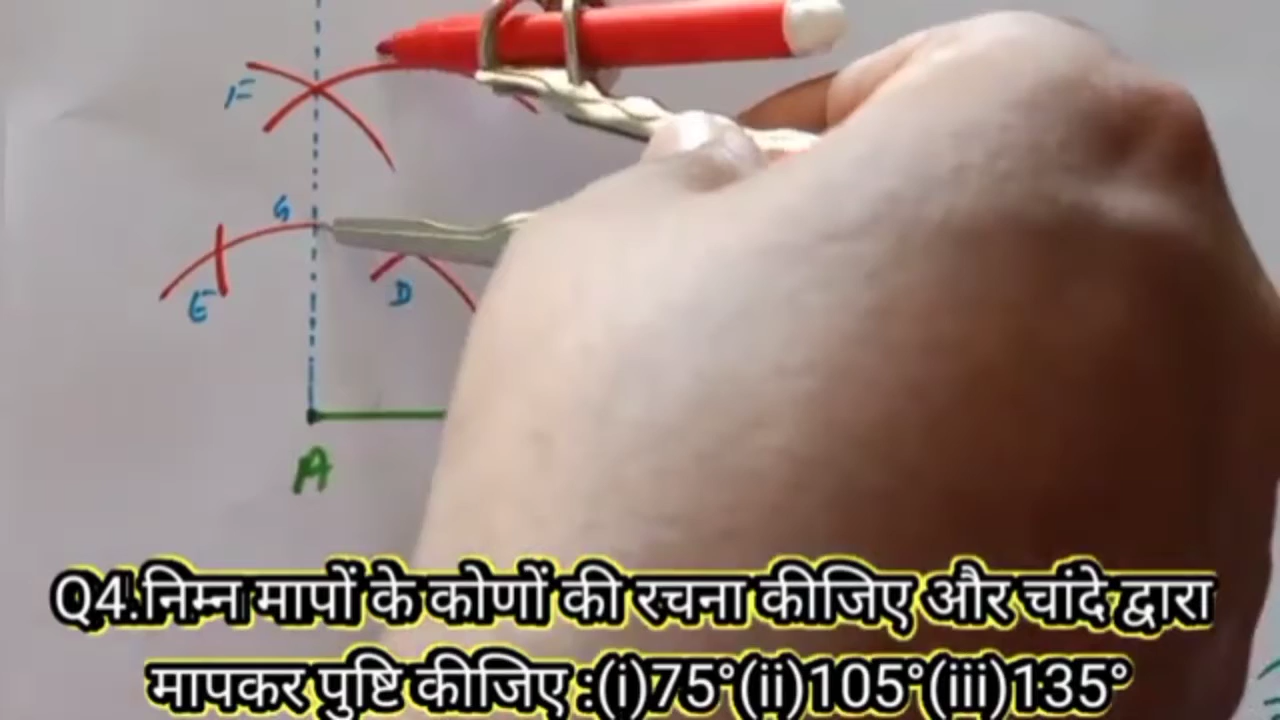 F
G
E
D
A
Q4.निम्न मापों के कोणों की रचना कीजिए और चांदे द्वारा
मापकर पुष्टि कीजिए :(i)75°(ii)105°(iii)135°